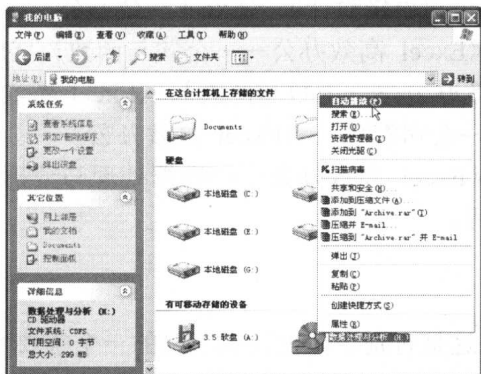 我的电脑
文件(F) 编辑(E) 查看(V) 收藏(A) 工具(T) 帮助(H)
后退 搜索 文件夹
地址(D) 我的电脑 转到
系统任务
查看系统信息
添加/删除程序
更改一个设置
弹出该盘
其它位置
网上邻居
我的文档
Documents
控制面板
详细信息
数据处理与分析 (H:)
CD 驱动器
文件系统: CDFS
可用空间: 0 字节
总大小: 299 MB
在这台计算机上存储的文件
Documents
硬盘
本地磁盘 (C:)
本地磁盘 (E:)
本地磁盘 (G:)
有可移动存储的设备
3.5 软盘 (A:)
数据处理与分析 (H:)
自动播放(P)
搜索(E)...
打开(O)
资源管理器(X)
关闭光驱(C)
扫描病毒
共享和安全(H)...
添加到压缩文件(A)...
添加到 "Archive.rar"(T)
压缩并 E-mail...
压缩到 "Archive.rar" 并 E-mail
弹出(J)
复制(C)
粘贴(P)
创建快捷方式(S)
属性(R)